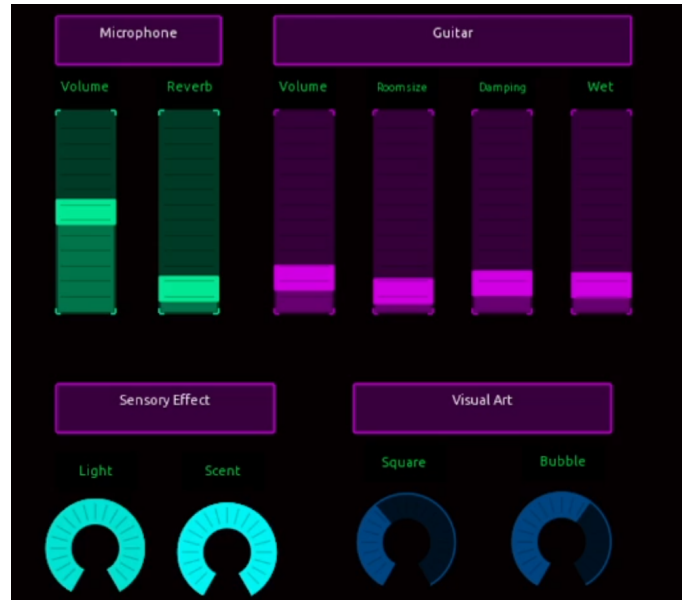 Microphone
Guitar
Volume
Reverb
Volume
Roomsize
Damping
Wet
Sensory Effect
Visual Art
Light
Scent
Square
Bubble